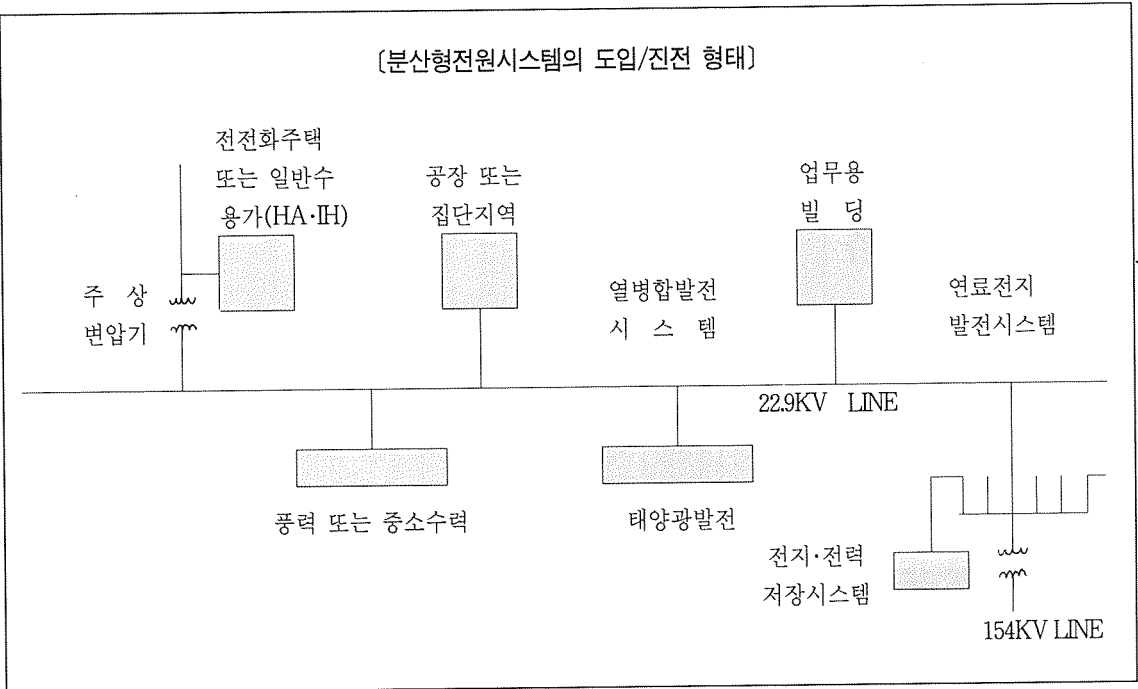 〔분산형전원시스템의 도입/진전 형태〕
전전화주택
또는 일반수
용가(HA·IH)
공장 또는
집단지역
업무용
빌 딩
주 상
변압기
열병합발전
시 스 템
연료전지
발전시스템
22.9KV LINE
풍력 또는 중소수력
태양광발전
전지·전력
저장시스템
154KV LINE